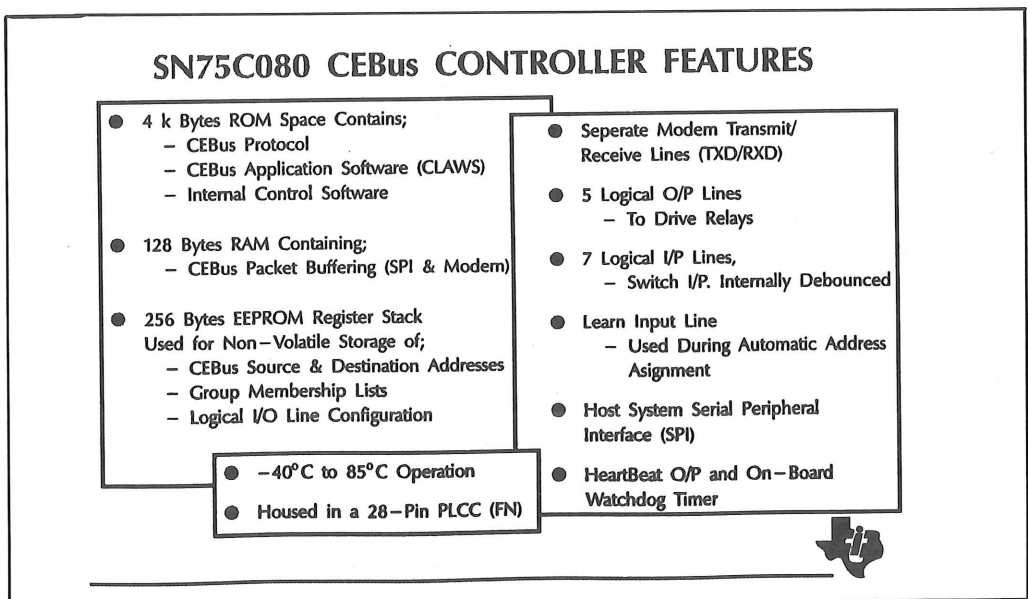 SN75C080 CEBus CONTROLLER FEATURES
● 4 k Bytes ROM Space Contains;
– CEBus Protocol
– CEBus Application Software (CLAWS)
– Internal Control Software
● 128 Bytes RAM Containing;
– CEBus Packet Buffering (SPI & Modem)
● 256 Bytes EEPROM Register Stack
Used for Non–Volatile Storage of;
– CEBus Source & Destination Addresses
– Group Membership Lists
– Logical I/O Line Configuration
● –40°C to 85°C Operation
● Housed in a 28–Pin PLCC (FN)
● Seperate Modem Transmit/
Receive Lines (TXD/RXD)
● 5 Logical O/P Lines
– To Drive Relays
● 7 Logical I/P Lines,
– Switch I/P. Internally Debounced
● Learn Input Line
– Used During Automatic Address
Asignment
● Host System Serial Peripheral
Interface (SPI)
● HeartBeat O/P and On–Board
Watchdog Timer